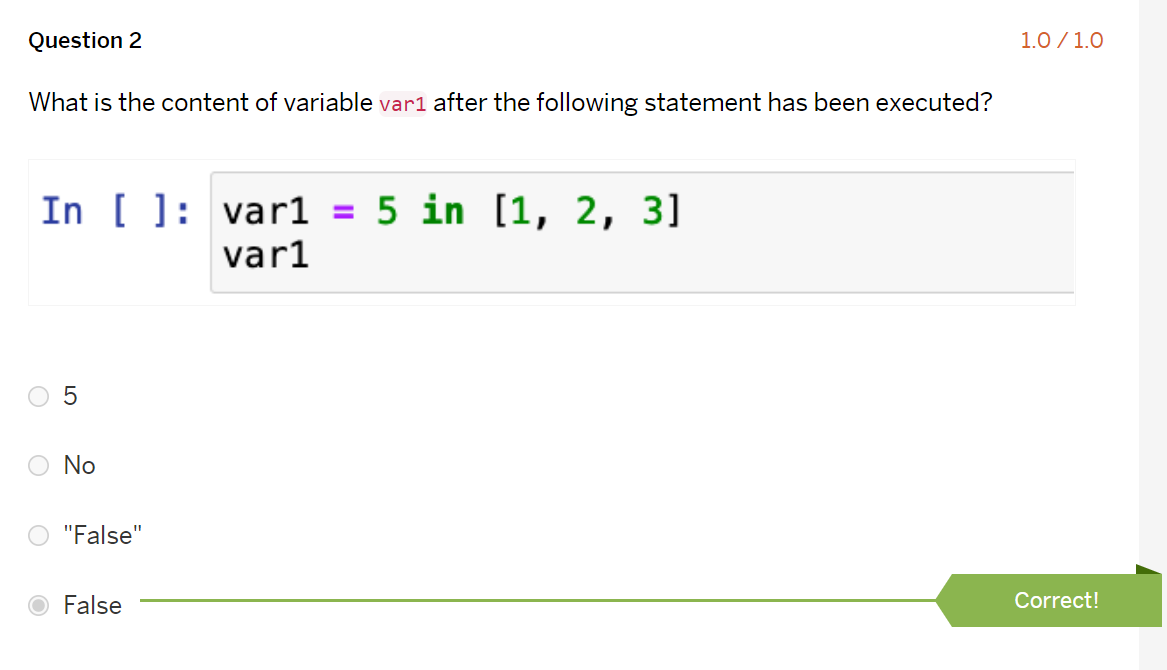 Question 2
1.0 / 1.0
What is the content of variable var1 after the following statement has been executed?
In [ ]: var1 = 5 in [1, 2, 3]
var1
5
No
"False"
False
Correct!